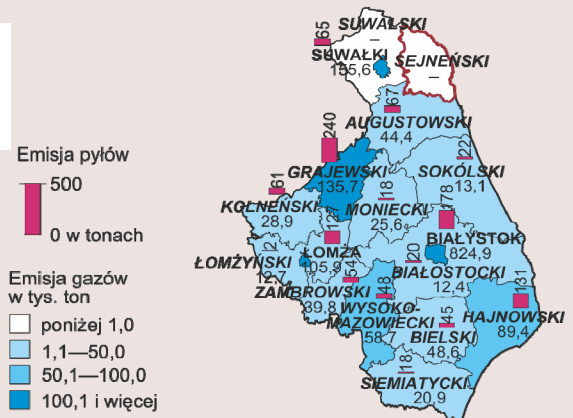 SUWALSKI
–
65
SUWAŁKI
155,6
SEJNEŃSKI
–
67
AUGUSTOWSKI
44,4
Emisja pyłów
500
0 w tonach
240
GRAJEWSKI
135,7
22
SOKÓLSKI
13,1
61
KOLNEŃSKI
28,9
18
MONIECKI
25,6
178
BIAŁYSTOK
824,9
ŁOMŻA
105,9
2
ŁOMŻYŃSKI
12,7
20
BIAŁOSTOCKI
12,4
Emisja gazów
w tys. ton
54
ZAMBROWSKI
39,8
48
WYSOKO-
MAZOWIECKI
58,7
131
HAJNOWSKI
89,4
45
BIELSKI
48,6
18
SIEMIATYCKI
20,9
poniżej 1,0
1,1—50,0
50,1—100,0
100,1 i więcej